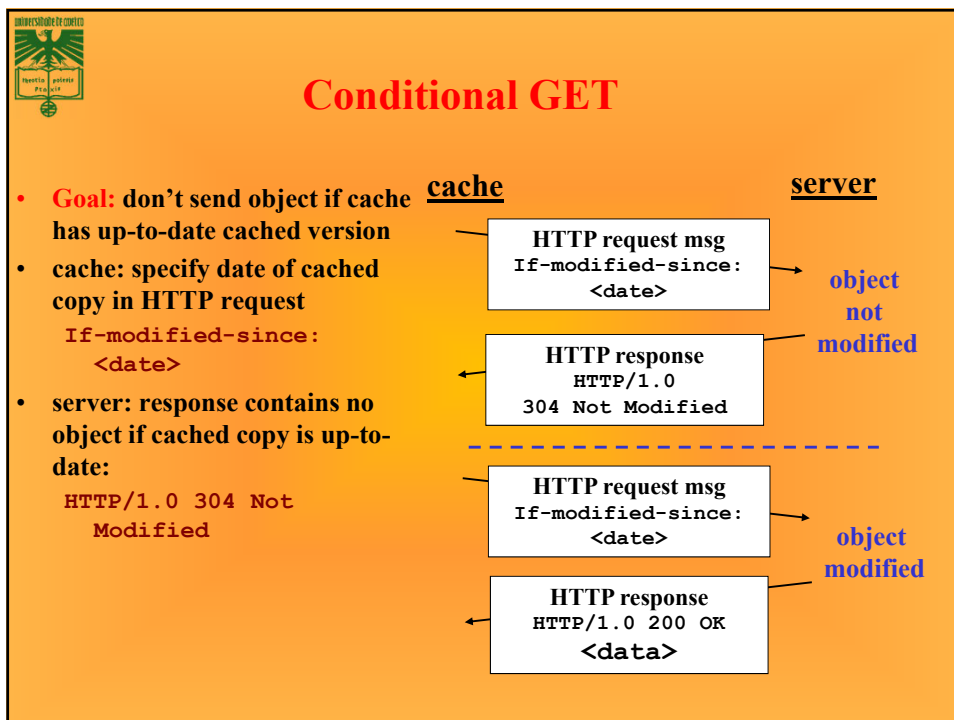 theoria poiesis
Praxis
Conditional GET
• Goal: don't send object if cache
has up-to-date cached version
• cache: specify date of cached
copy in HTTP request
If-modified-since:
<date>
• server: response contains no
object if cached copy is up-to-
date:
HTTP/1.0 304 Not
Modified
cache
server
HTTP request msg
If-modified-since:
<date>
object
not
modified
HTTP response
HTTP/1.0
304 Not Modified
HTTP request msg
If-modified-since:
<date>
object
modified
HTTP response
HTTP/1.0 200 OK
<data>